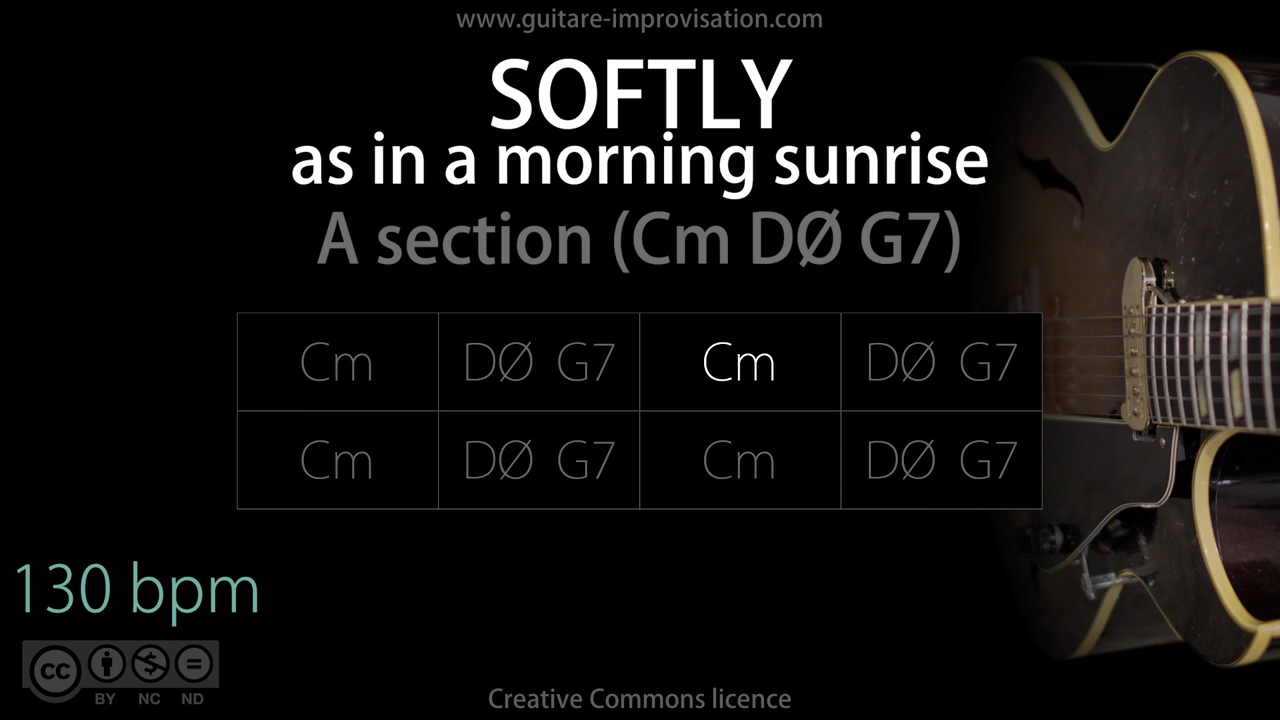 www.guitare-improvisation.com
SOFTLY
as in a morning sunrise
A section (Cm DØ G7)
Cm DØ G7 Cm DØ G7
Cm DØ G7 Cm DØ G7
130 bpm
cc
BY NC ND
Creative Commons licence